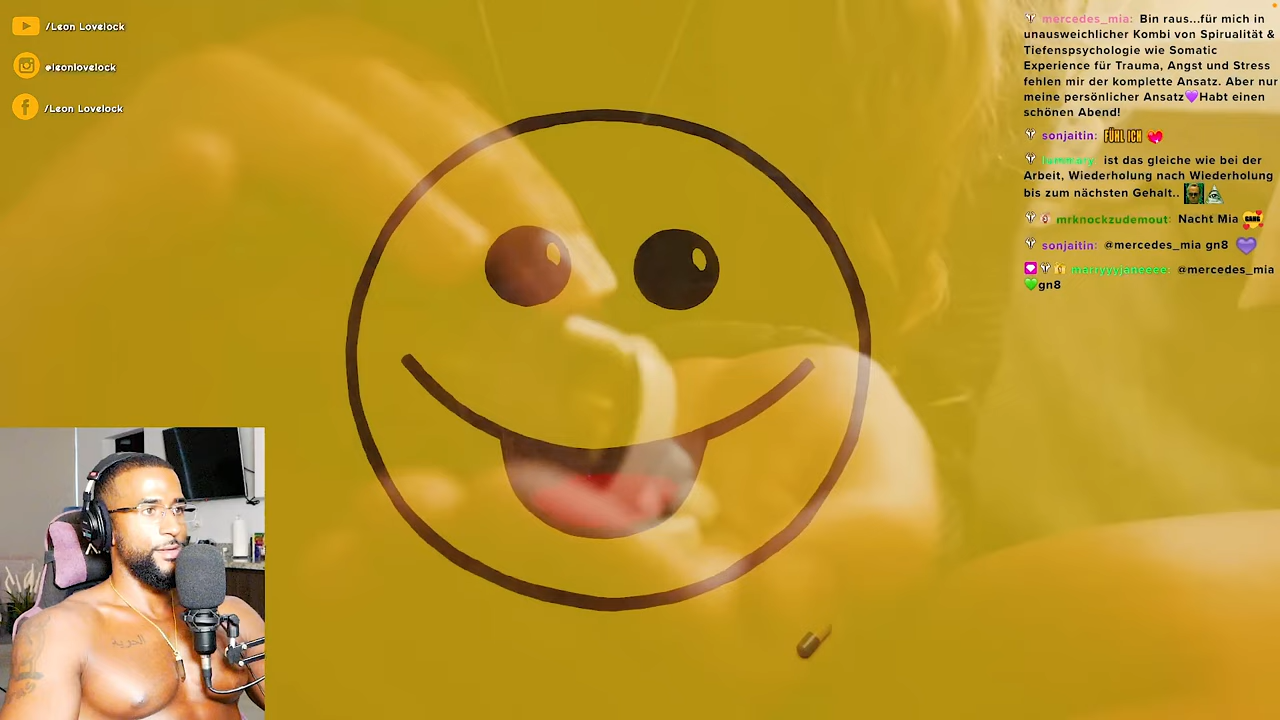 /Leon Lovelock
@leonlovelock
/Leon Lovelock
mercedes_mia: Bin raus...für mich in
unausweichlicher Kombi von Spirualität &
Tiefenspsychologie wie Somatic
Experience für Trauma, Angst und Stress
fehlen mir der komplette Ansatz. Aber nur
meine persönlicher Ansatz💜Habt einen
schönen Abend!
sonjaitin: FÜHL ICH
ist das gleiche wie bei der
Arbeit, Wiederholung nach Wiederholung
bis zum nächsten Gehalt..
mrknockzudemout: Nacht Mia GANG
sonjaitin: @mercedes_mia gn8 💜
marryyyjaneeee: @mercedes_mia
💚gn8